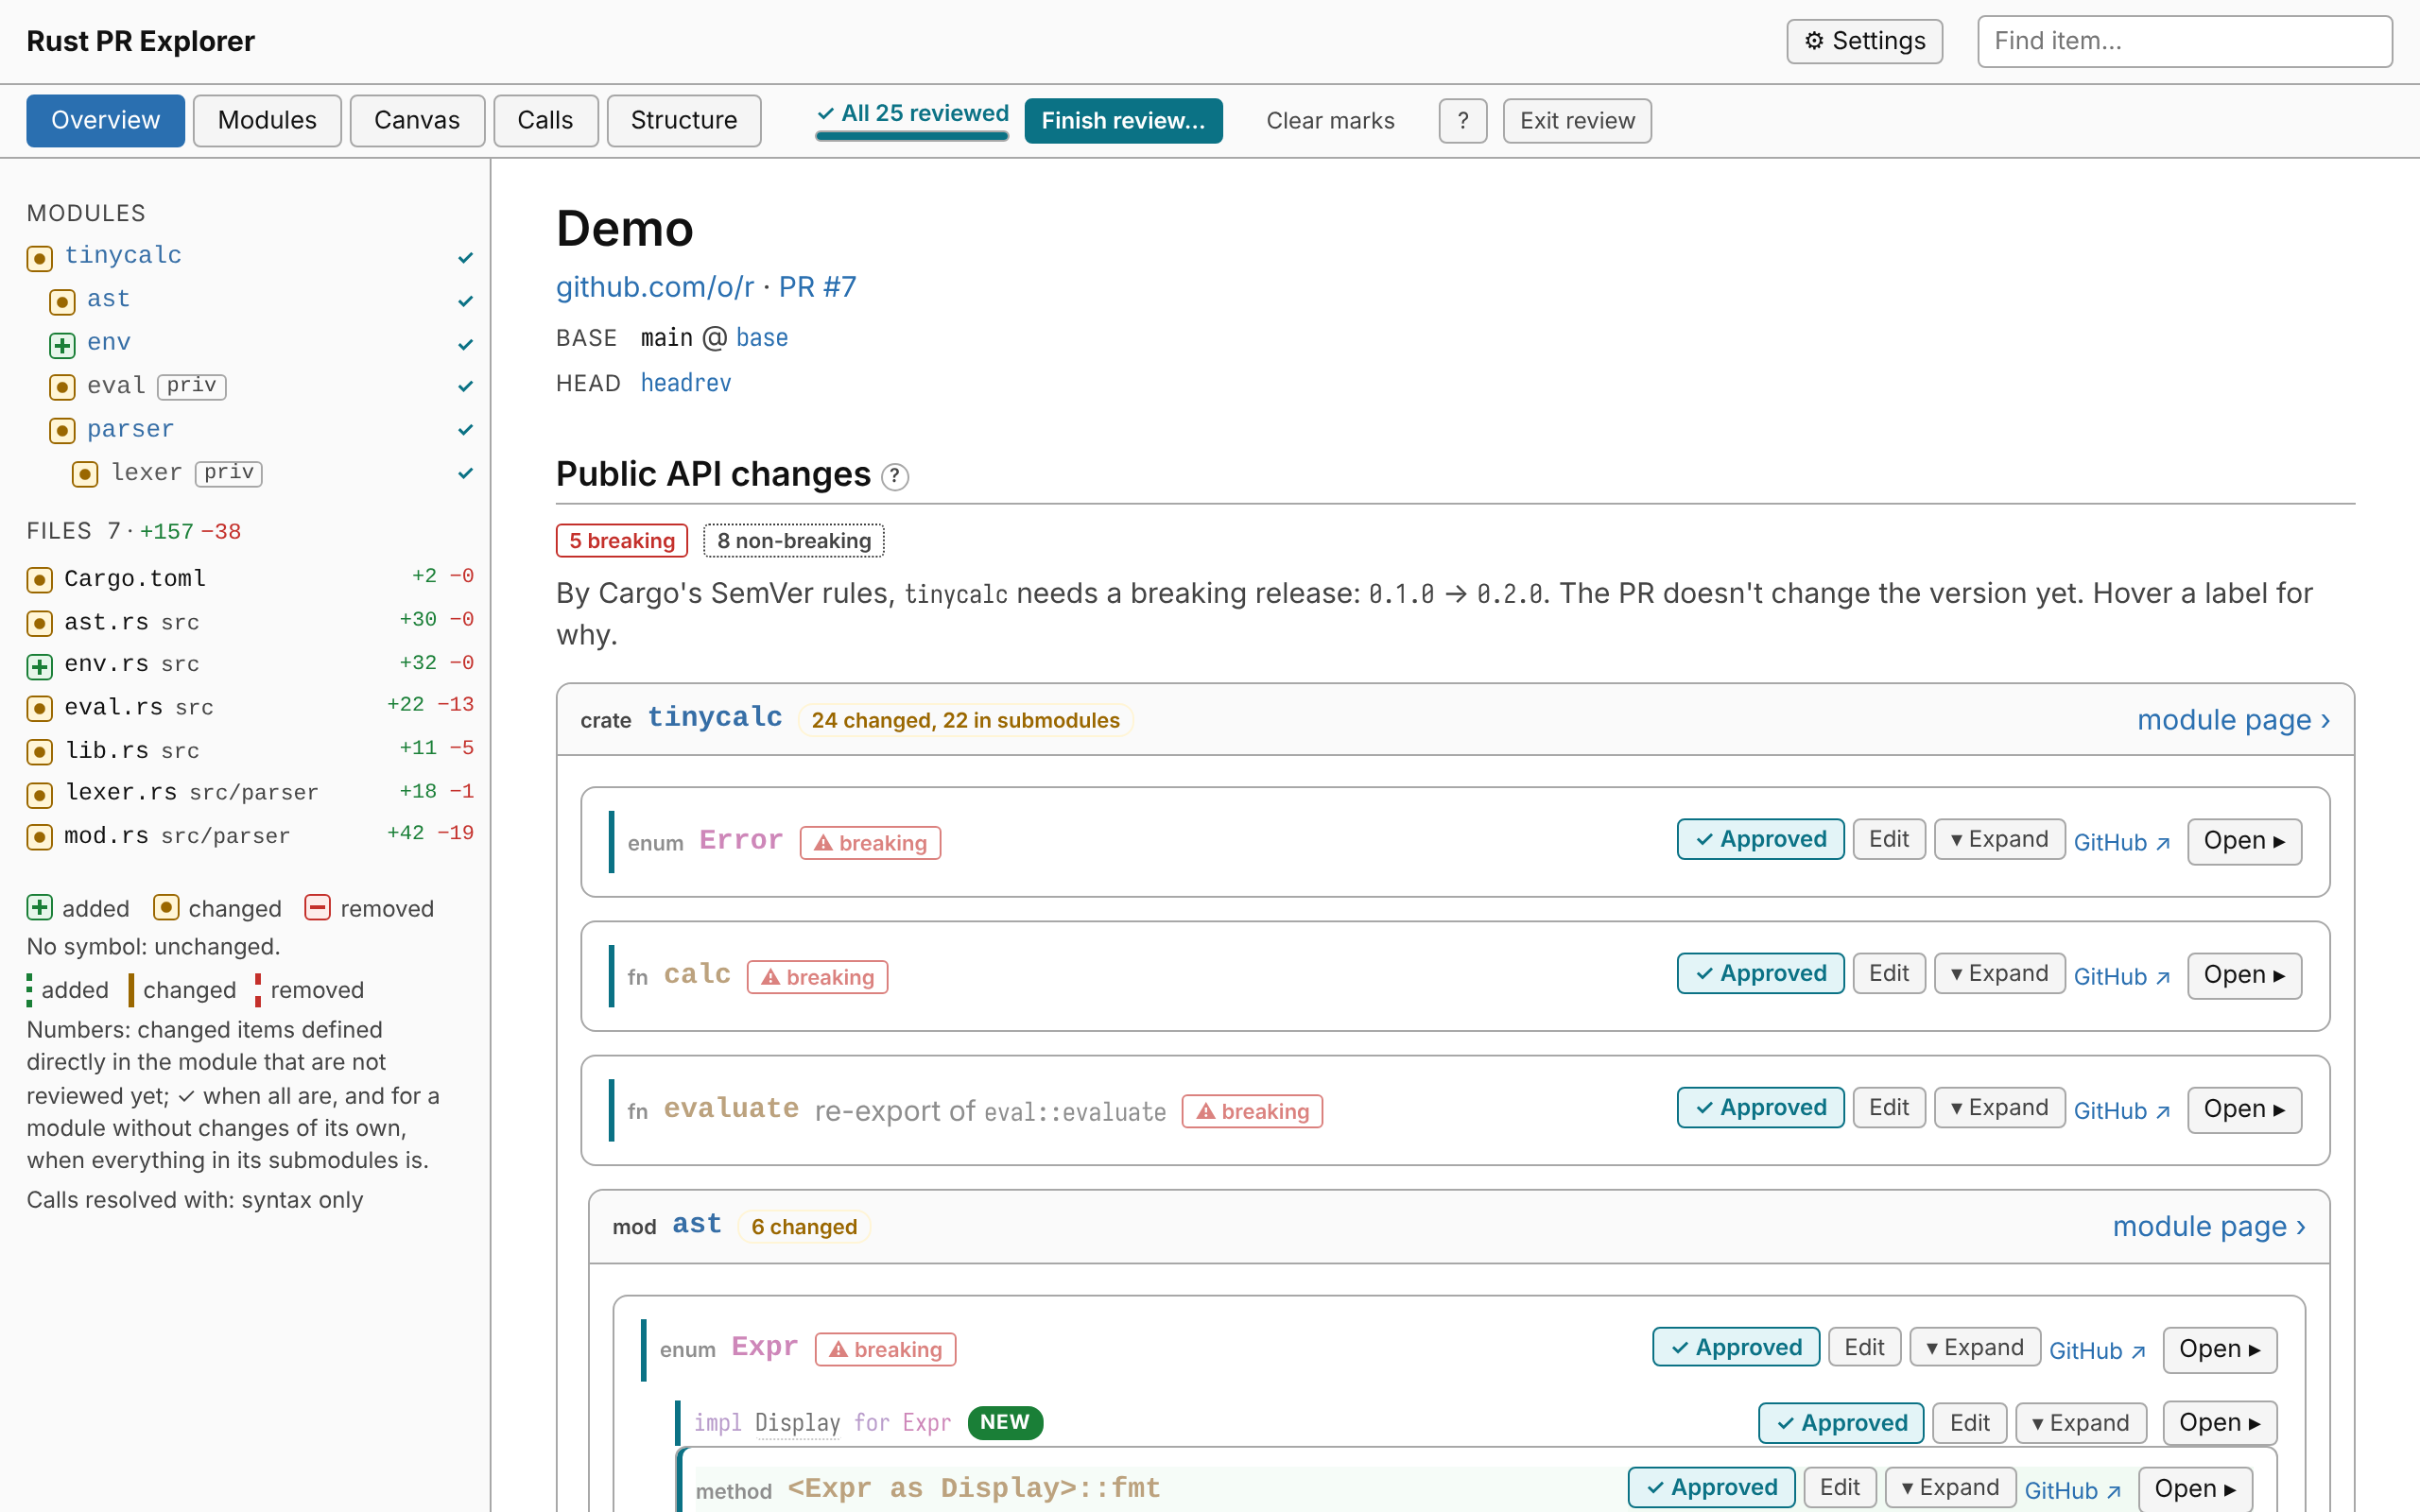 Rust PR Explorer
⚙ Settings
Find item...
Overview
Modules
Canvas
Calls
Structure
✓ All 25 reviewed
Finish review...
Clear marks
?
Exit review
MODULES
tinycalc ✓
ast ✓
env ✓
eval priv ✓
parser ✓
lexer priv ✓
FILES 7 · +157 −38
Cargo.toml +2 −0
ast.rs src +30 −0
env.rs src +32 −0
eval.rs src +22 −13
lib.rs src +11 −5
lexer.rs src/parser +18 −1
mod.rs src/parser +42 −19
added changed removed
No symbol: unchanged.
added changed removed
Numbers: changed items defined
directly in the module that are not
reviewed yet; ✓ when all are, and for a
module without changes of its own,
when everything in its submodules is.
Calls resolved with: syntax only
Demo
github.com/o/r · PR #7
BASE main @ base
HEAD headrev
Public API changes ?
5 breaking 8 non-breaking
By Cargo's SemVer rules, tinycalc needs a breaking release: 0.1.0 → 0.2.0. The PR doesn't change the version yet. Hover a label for
why.
crate tinycalc 24 changed, 22 in submodules module page ›
enum Error ⚠ breaking ✓ Approved Edit ▾ Expand GitHub ↗ Open ▸
fn calc ⚠ breaking ✓ Approved Edit ▾ Expand GitHub ↗ Open ▸
fn evaluate re-export of eval::evaluate ⚠ breaking ✓ Approved Edit ▾ Expand GitHub ↗ Open ▸
mod ast 6 changed module page ›
enum Expr ⚠ breaking ✓ Approved Edit ▾ Expand GitHub ↗ Open ▸
impl Display for Expr NEW ✓ Approved Edit ▾ Expand Open ▸
method <Expr as Display>::fmt ✓ Approved Edit ▾ Expand GitHub ↗ Open ▸